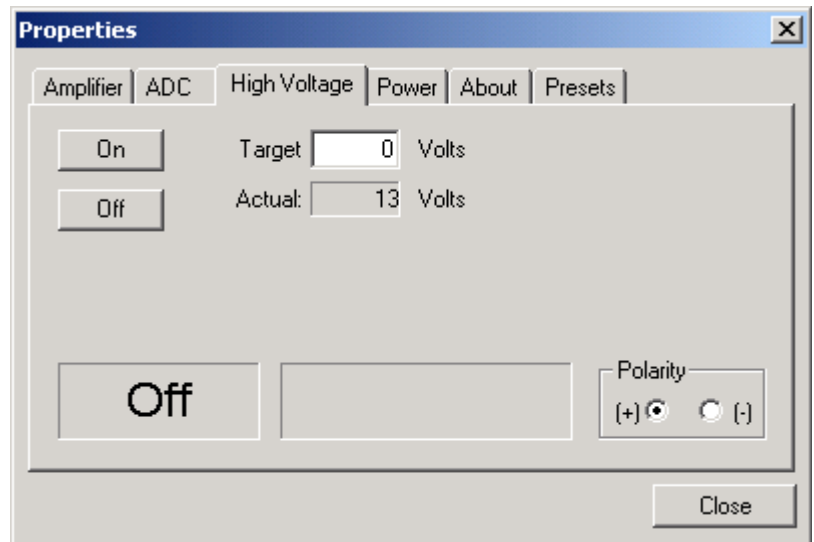 Properties
Amplifier ADC High Voltage Power About Presets
On
Target 0 Volts
Off
Actual: 13 Volts
Off
Polarity
(+) (-)
Close